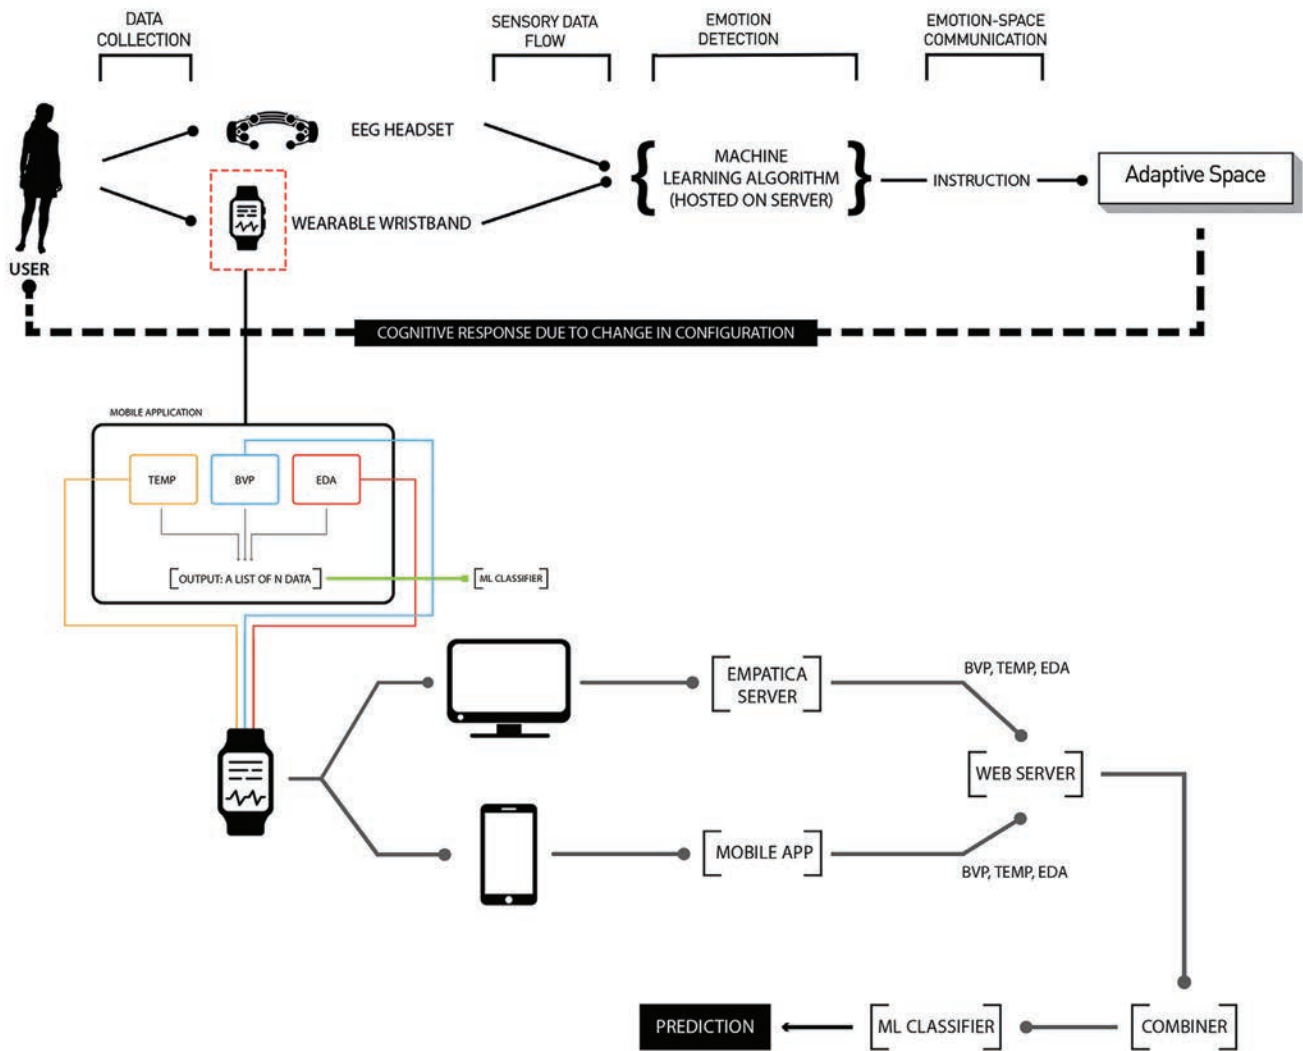 DATA
COLLECTION
SENSORY DATA
FLOW
EMOTION
DETECTION
EMOTION-SPACE
COMMUNICATION
EEG HEADSET
MACHINE
LEARNING ALGORITHM
(HOSTED ON SERVER)
INSTRUCTION
Adaptive Space
WEARABLE WRISTBAND
USER
COGNITIVE RESPONSE DUE TO CHANGE IN CONFIGURATION
MOBILE APPLICATION
TEMP
BVP
EDA
[OUTPUT: A LIST OF N DATA]
[ML CLASSIFIER]
[EMPATICA
SERVER]
BVP, TEMP, EDA
[WEB SERVER]
[MOBILE APP]
BVP, TEMP, EDA
PREDICTION
[ML CLASSIFIER]
[COMBINER]